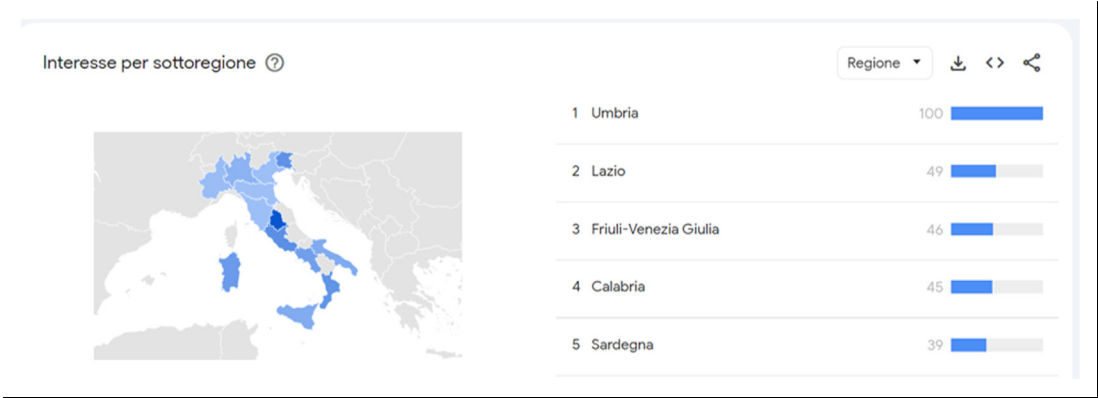 Interesse per sottoregione
Regione
1 Umbria 100
2 Lazio 49
3 Friuli-Venezia Giulia 46
4 Calabria 45
5 Sardegna 39